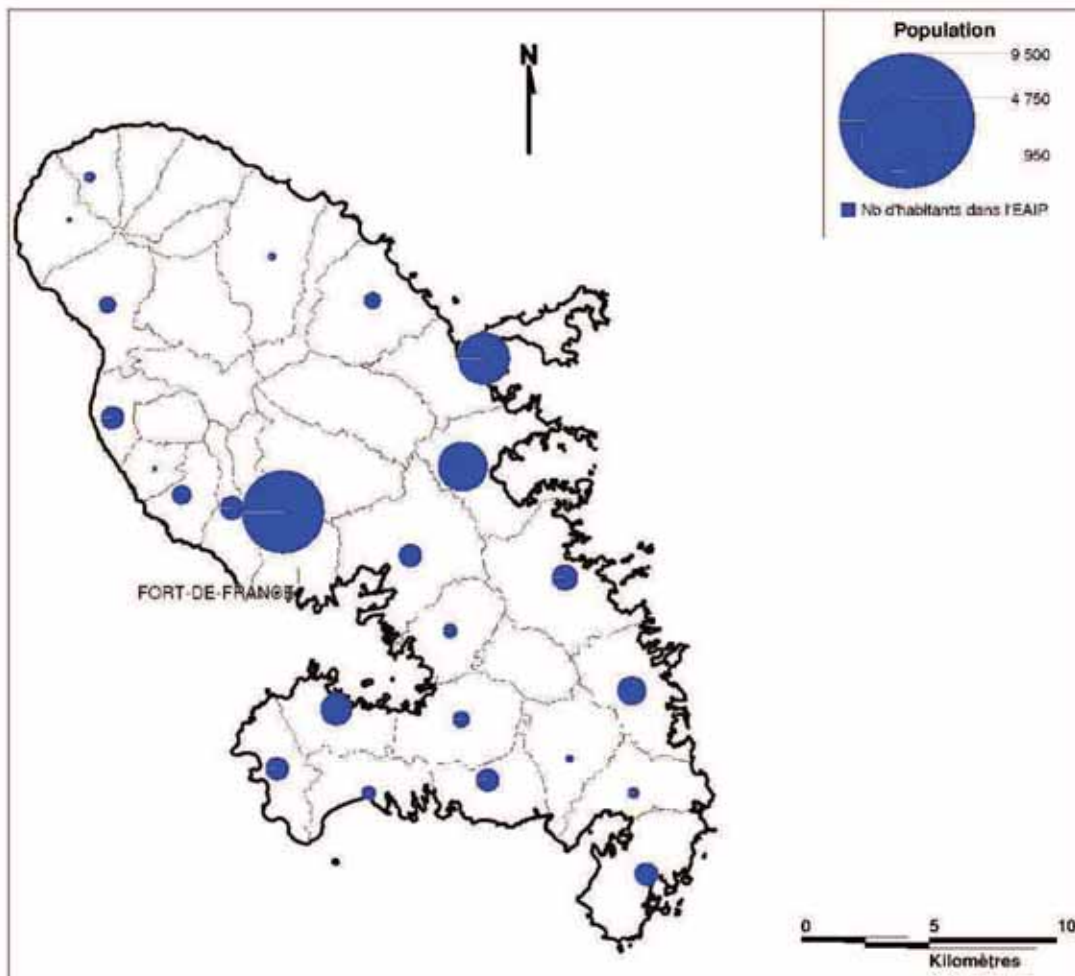 Population
9 500
4 750
950
Nb d'habitants dans l'EAIP
N
FORT-DE-FRANCE
0 5 10
Kilomètres